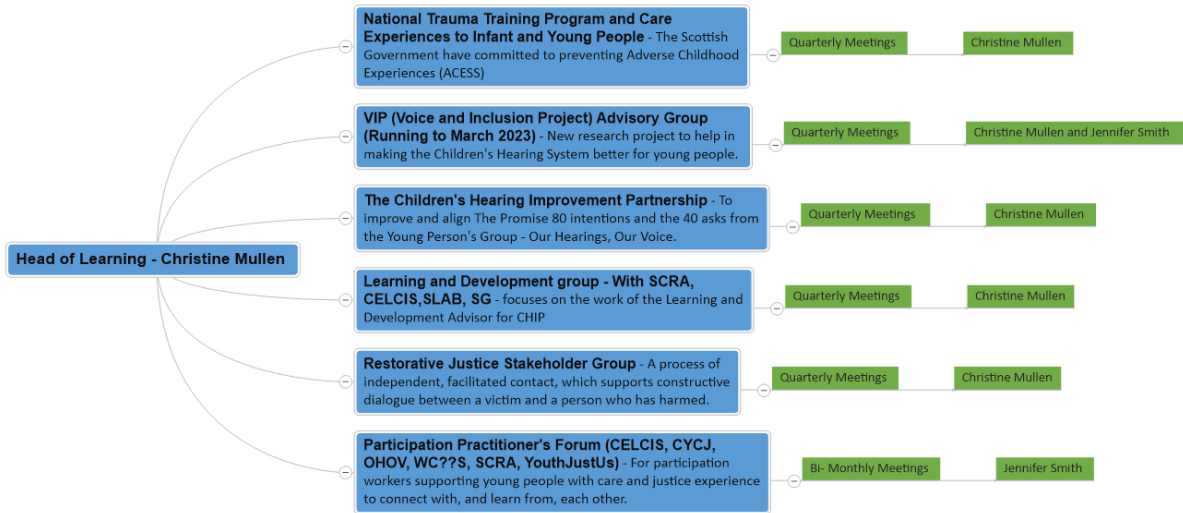 National Trauma Training Program and Care
Experiences to Infant and Young People - The Scottish
Government have committed to preventing Adverse Childhood
Experiences (ACESS)
Quarterly Meetings
Christine Mullen
VIP (Voice and Inclusion Project) Advisory Group
(Running to March 2023) - New research project to help in
making the Children's Hearing System better for young people.
Quarterly Meetings
Christine Mullen and Jennifer Smith
The Children's Hearing Improvement Partnership - To
improve and align The Promise 80 intentions and the 40 asks from
the Young Person's Group - Our Hearings, Our Voice.
Quarterly Meetings
Christine Mullen
Head of Learning - Christine Mullen
Learning and Development group - With SCRA,
CELCIS,SLAB, SG - focuses on the work of the Learning and
Development Advisor for CHIP
Quarterly Meetings
Christine Mullen
Restorative Justice Stakeholder Group - A process of
independent, facilitated contact, which supports constructive
dialogue between a victim and a person who has harmed.
Quarterly Meetings
Christine Mullen
Participation Practitioner's Forum (CELCIS, CYCJ,
OHOV, WC??S, SCRA, YouthJustUs) - For participation
workers supporting young people with care and justice experience
to connect with, and learn from, each other.
Bi- Monthly Meetings
Jennifer Smith